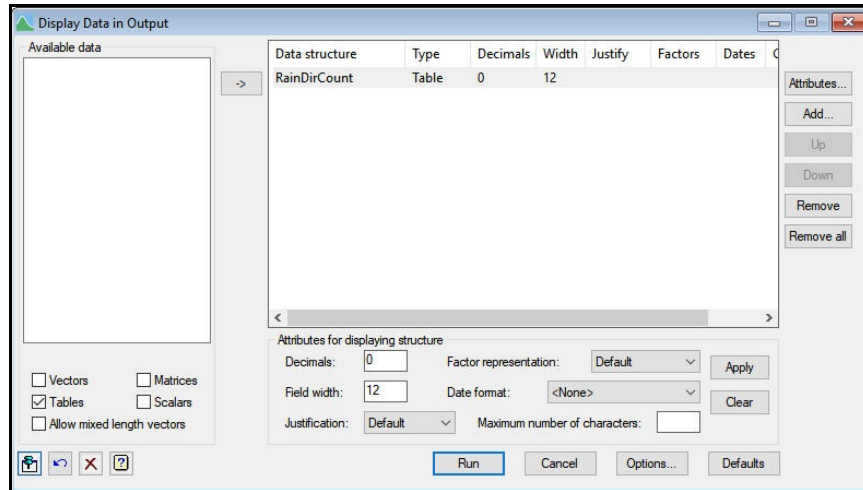 Display Data in Output
Available data
Data structure Type Decimals Width Justify Factors Dates
RainDirCount Table 0 12
->
Attributes...
Add...
Up
Down
Remove
Remove all
Vectors Matrices
Tables Scalars
Allow mixed length vectors
Attributes for displaying structure
Decimals: 0 Factor representation: Default
Field width: 12 Date format: <None>
Justification: Default Maximum number of characters:
Apply
Clear
Run Cancel Options... Defaults